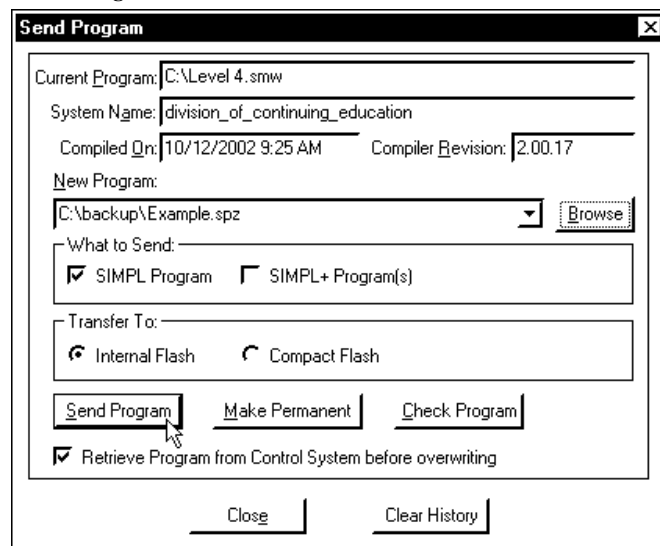 Send Program
Current Program: C:\Level 4.smw
System Name: division_of_continuing_education
Compiled On: 10/12/2002 9:25 AM Compiler Revision: 2.00.17
New Program:
C:\backup\Example.spz Browse
What to Send:
SIMPL Program SIMPL+ Program(s)
Transfer To:
Internal Flash Compact Flash
Send Program Make Permanent Check Program
Retrieve Program from Control System before overwriting
Close Clear History